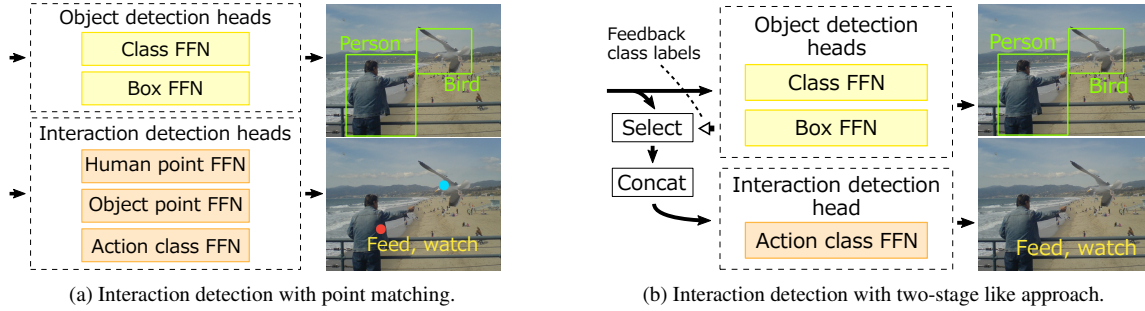 Object detection heads
Class FFN
Box FFN
Person
Bird
Interaction detection heads
Human point FFN
Object point FFN
Action class FFN
Feed, watch
(a) Interaction detection with point matching.
Feedback
class labels
Select
Concat
Object detection
heads
Class FFN
Box FFN
Person
Bird
Interaction detection
head
Action class FFN
Feed, watch
(b) Interaction detection with two-stage like approach.